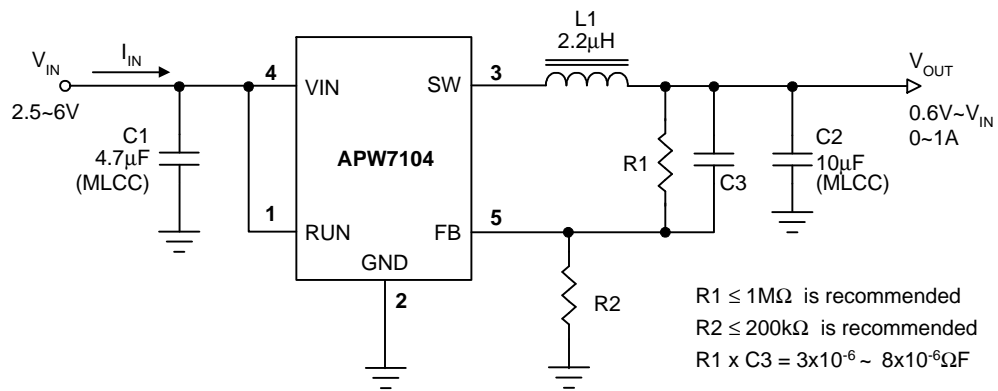 L1
2.2μH
V_IN
I_IN
4
VIN
SW
3
V_OUT
2.5~6V
0.6V~V_IN
0~1A
C1
4.7μF
(MLCC)
APW7104
R1
C3
C2
10μF
(MLCC)
1
RUN
FB
5
GND
2
R2
R1 ≤ 1MΩ is recommended
R2 ≤ 200kΩ is recommended
R1 x C3 = 3x10⁻⁶ ~ 8x10⁻⁶ΩF